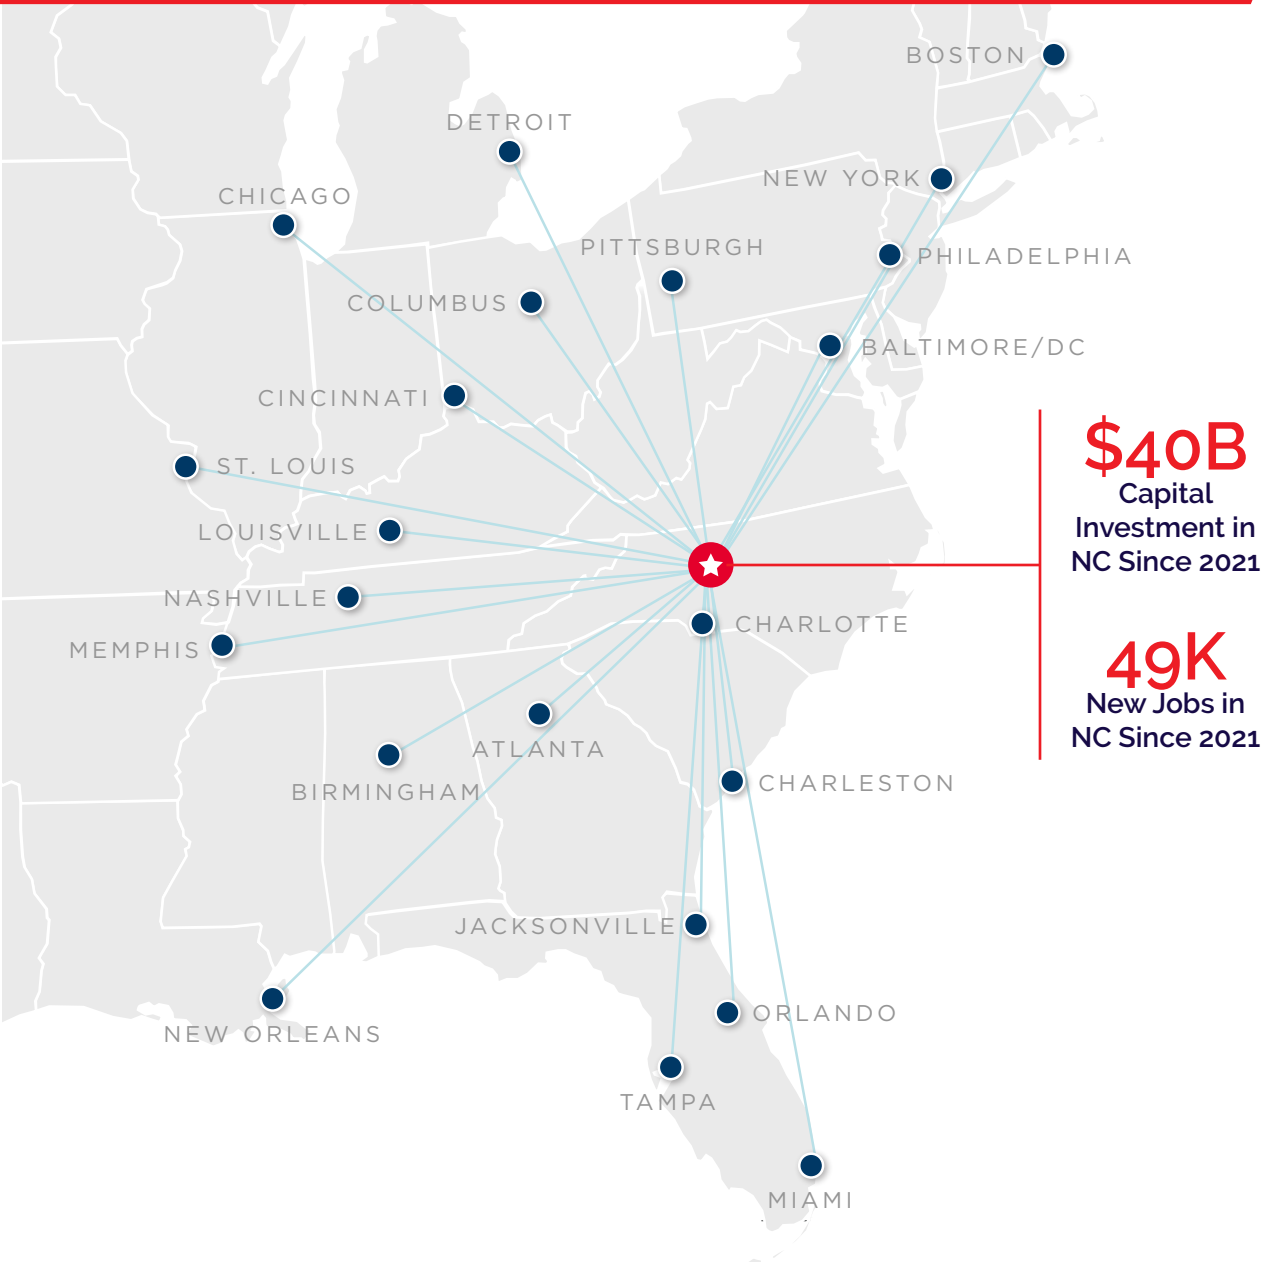 BOSTON
DETROIT
NEW YORK
CHICAGO
PITTSBURGH
PHILADELPHIA
COLUMBUS
BALTIMORE/DC
CINCINNATI
$40B
Capital
Investment in
NC Since 2021
ST. LOUIS
LOUISVILLE
NASHVILLE
CHARLOTTE
MEMPHIS
49K
New Jobs in
NC Since 2021
ATLANTA
BIRMINGHAM
CHARLESTON
JACKSONVILLE
ORLANDO
NEW ORLEANS
TAMPA
MIAMI